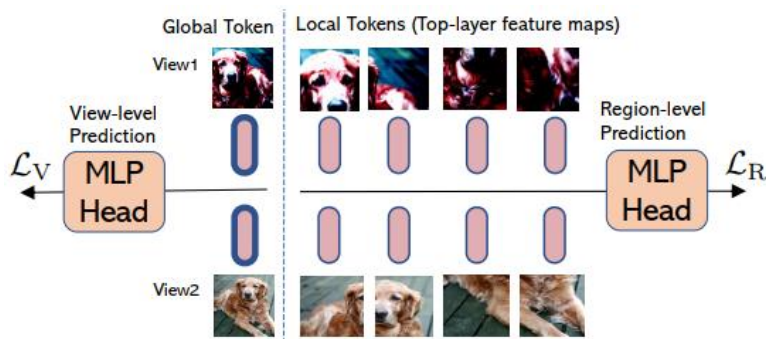 Global Token
Local Tokens (Top-layer feature maps)
View1
View-level
Prediction
Region-level
Prediction
ℒV
MLP
Head
MLP
Head
ℒR
View2